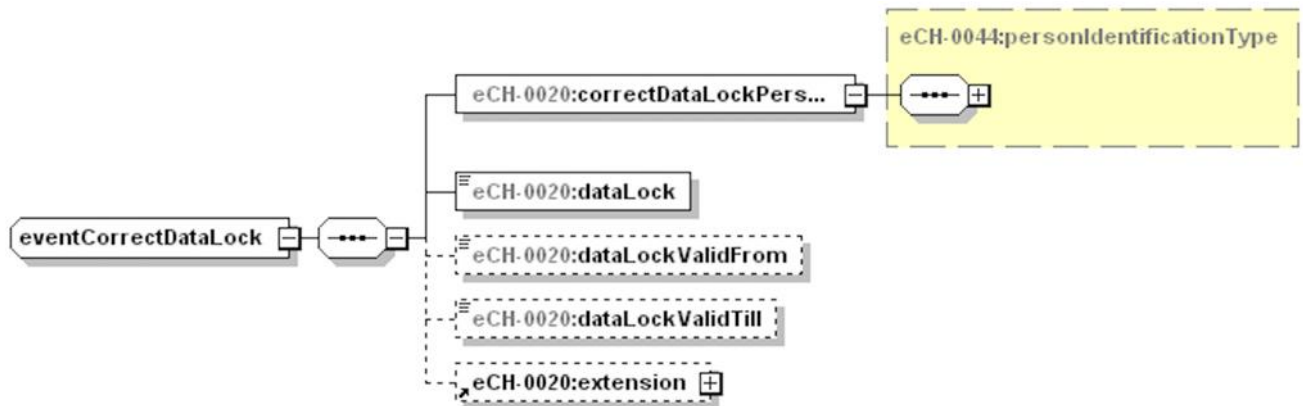 eCH-0044:personIdentificationType
eCH-0020:correctDataLockPers...
eCH-0020:dataLock
eventCorrectDataLock
eCH-0020:dataLockValidFrom
eCH-0020:dataLockValidTill
eCH-0020:extension